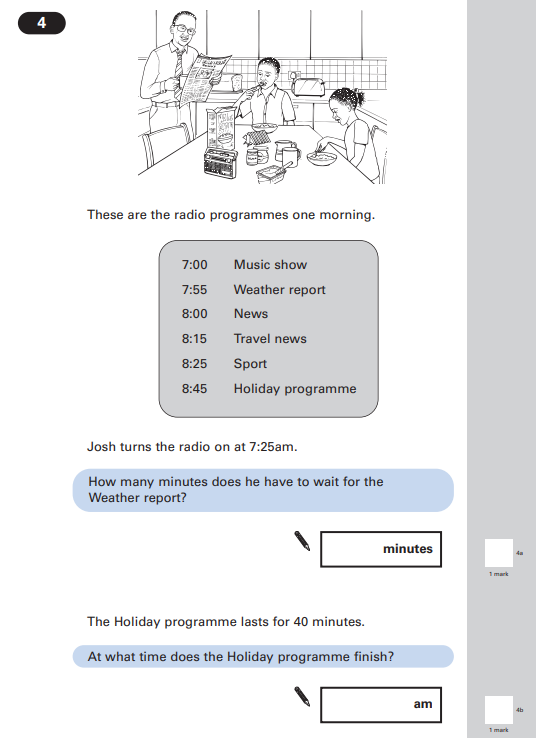 4
These are the radio programmes one morning.
7:00 Music show
7:55 Weather report
8:00 News
8:15 Travel news
8:25 Sport
8:45 Holiday programme
Josh turns the radio on at 7:25am.
How many minutes does he have to wait for the
Weather report?
minutes
4a
1 mark
The Holiday programme lasts for 40 minutes.
At what time does the Holiday programme finish?
am
4b
1 mark